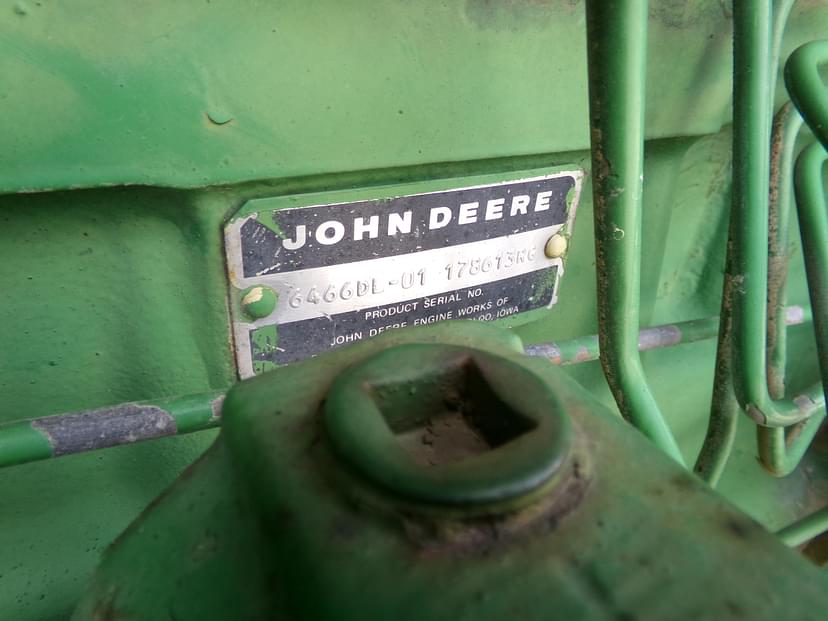 JOHN DEERE
6466DL-01 178613RG
PRODUCT SERIAL NO.
JOHN DEERE ENGINE WORKS OF
IOWA